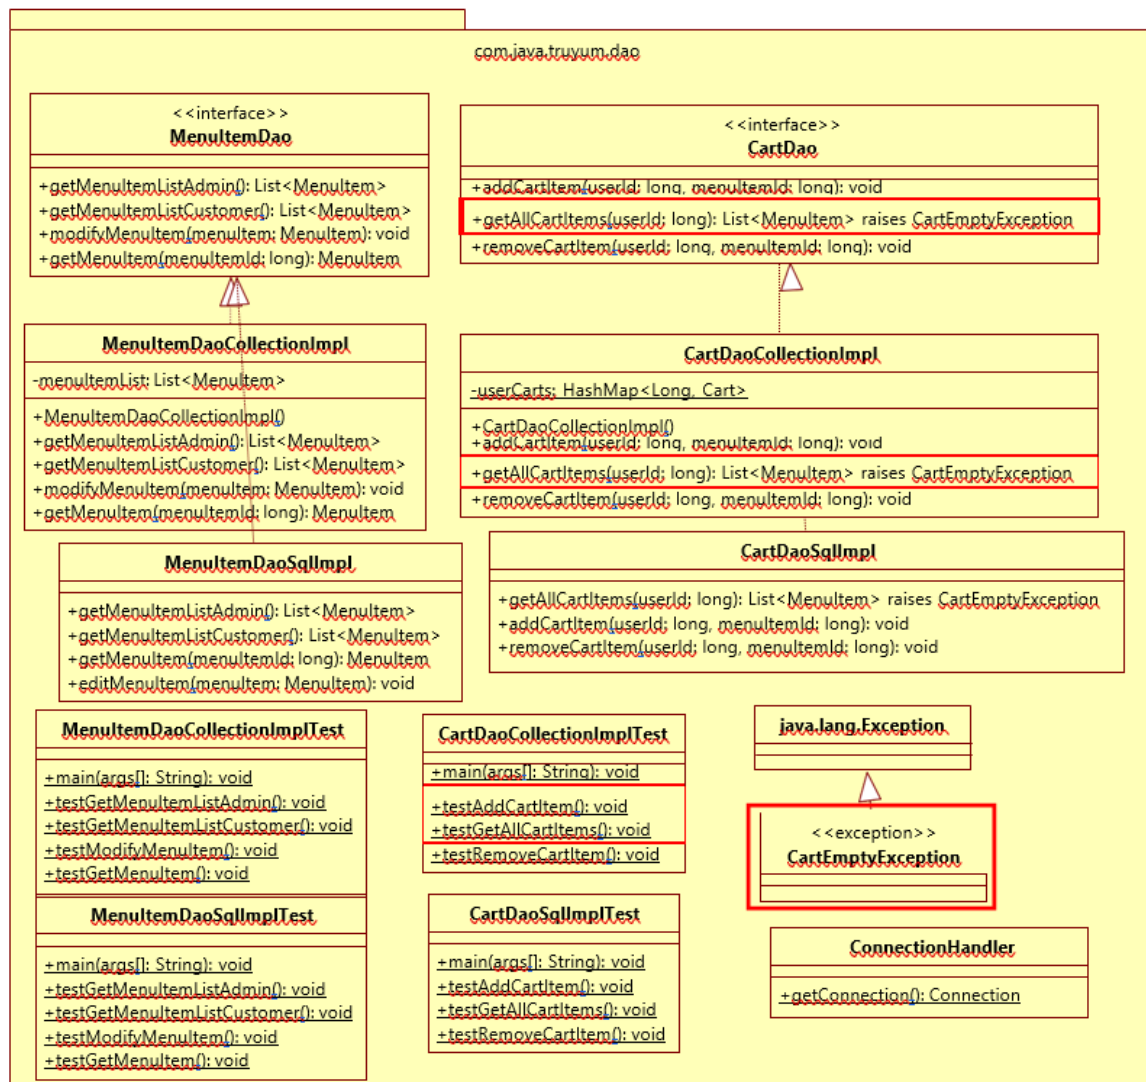 com.java.truyum.dao
<<interface>>
MenuItemDao
+getMenuItemListAdmin(): List<MenuItem>
+getMenuItemListCustomer(): List<MenuItem>
+modifyMenuItem(menuItem: MenuItem): void
+getMenuItem(menuItemId: long): MenuItem
<<interface>>
CartDao
+addCartItem(userId: long, menuItemId: long): void
+getAllCartItems(userId: long): List<MenuItem> raises CartEmptyException
+removeCartItem(userId: long, menuItemId: long): void
MenuItemDaoCollectionImpl
-menuItemList: List<MenuItem>
+MenuItemDaoCollectionImpl()
+getMenuItemListAdmin(): List<MenuItem>
+getMenuItemListCustomer(): List<MenuItem>
+modifyMenuItem(menuItem: MenuItem): void
+getMenuItem(menuItemId: long): MenuItem
CartDaoCollectionImpl
-userCarts: HashMap<Long, Cart>
+CartDaoCollectionImpl()
+addCartItem(userId: long, menuItemId: long): void
+getAllCartItems(userId: long): List<MenuItem> raises CartEmptyException
+removeCartItem(userId: long, menuItemId: long): void
MenuItemDaoSqlImpl
+getMenuItemListAdmin(): List<MenuItem>
+getMenuItemListCustomer(): List<MenuItem>
+getMenuItem(menuItemId: long): MenuItem
+editMenuItem(menuItem: MenuItem): void
CartDaoSqlImpl
+getAllCartItems(userId: long): List<MenuItem> raises CartEmptyException
+addCartItem(userId: long, menuItemId: long): void
+removeCartItem(userId: long, menuItemId: long): void
MenuItemDaoCollectionImplTest
+main(args[]: String): void
+testGetMenuItemListAdmin(): void
+testGetMenuItemListCustomer(): void
+testModifyMenuItem(): void
+testGetMenuItem(): void
CartDaoCollectionImplTest
+main(args[]: String): void
+testAddCartItem(): void
+testGetAllCartItems(): void
+testRemoveCartItem(): void
java.lang.Exception
<<exception>>
CartEmptyException
MenuItemDaoSqlImplTest
+main(args[]: String): void
+testGetMenuItemListAdmin(): void
+testGetMenuItemListCustomer(): void
+testModifyMenuItem(): void
+testGetMenuItem(): void
CartDaoSqlImplTest
+main(args[]: String): void
+testAddCartItem(): void
+testGetAllCartItems(): void
+testRemoveCartItem(): void
ConnectionHandler
+getConnection(): Connection